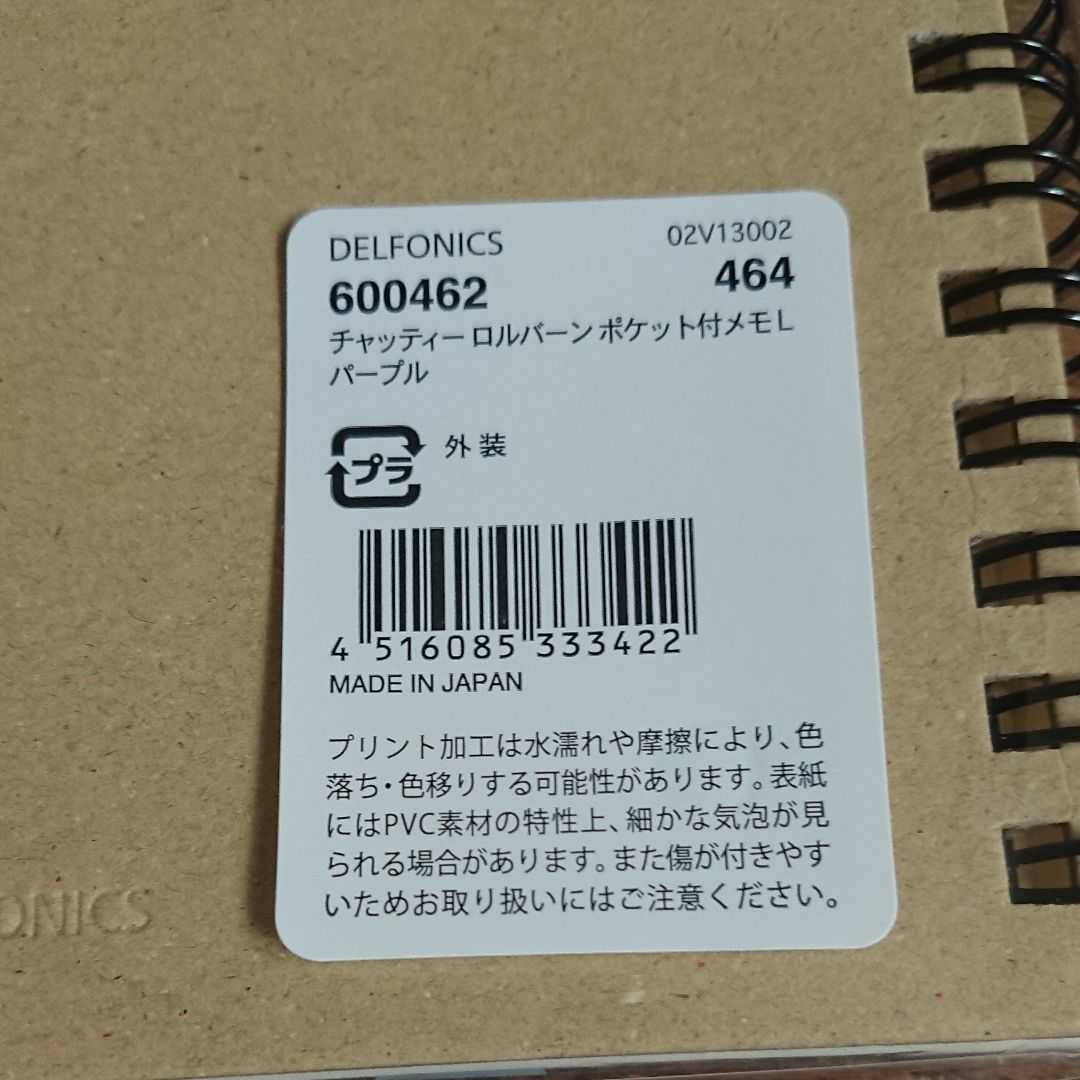 DELFONICS 02V13002
600462 464
チャッティー ロルバーン ポケット付メモL
パープル
プラ 外装
4 516085 333422
MADE IN JAPAN
プリント加工は水濡れや摩擦により、色
落ち・色移りする可能性があります。表紙
にはPVC素材の特性上、細かな気泡が見
られる場合があります。また傷が付きやす
いためお取り扱いにはご注意ください。
ONICS